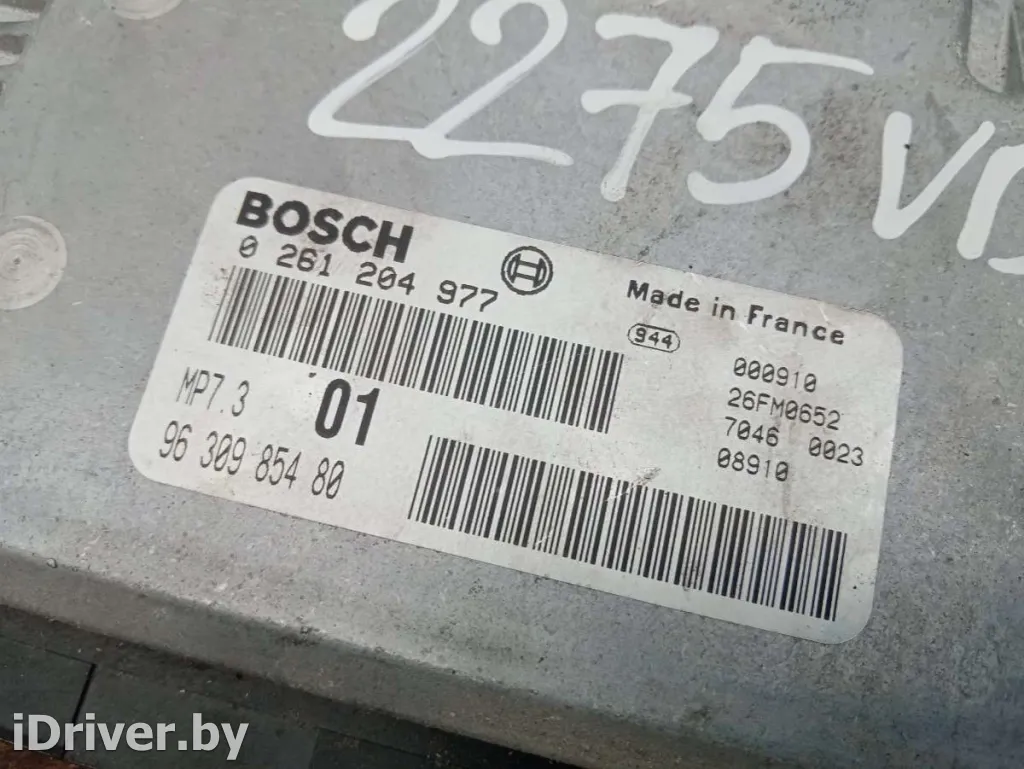 2275
BOSCH
0 261 204 977
Made in France
944
000910
26FM0652
7046 0023
08910
MP7.3
01
96 309 854 80
iDriver.by